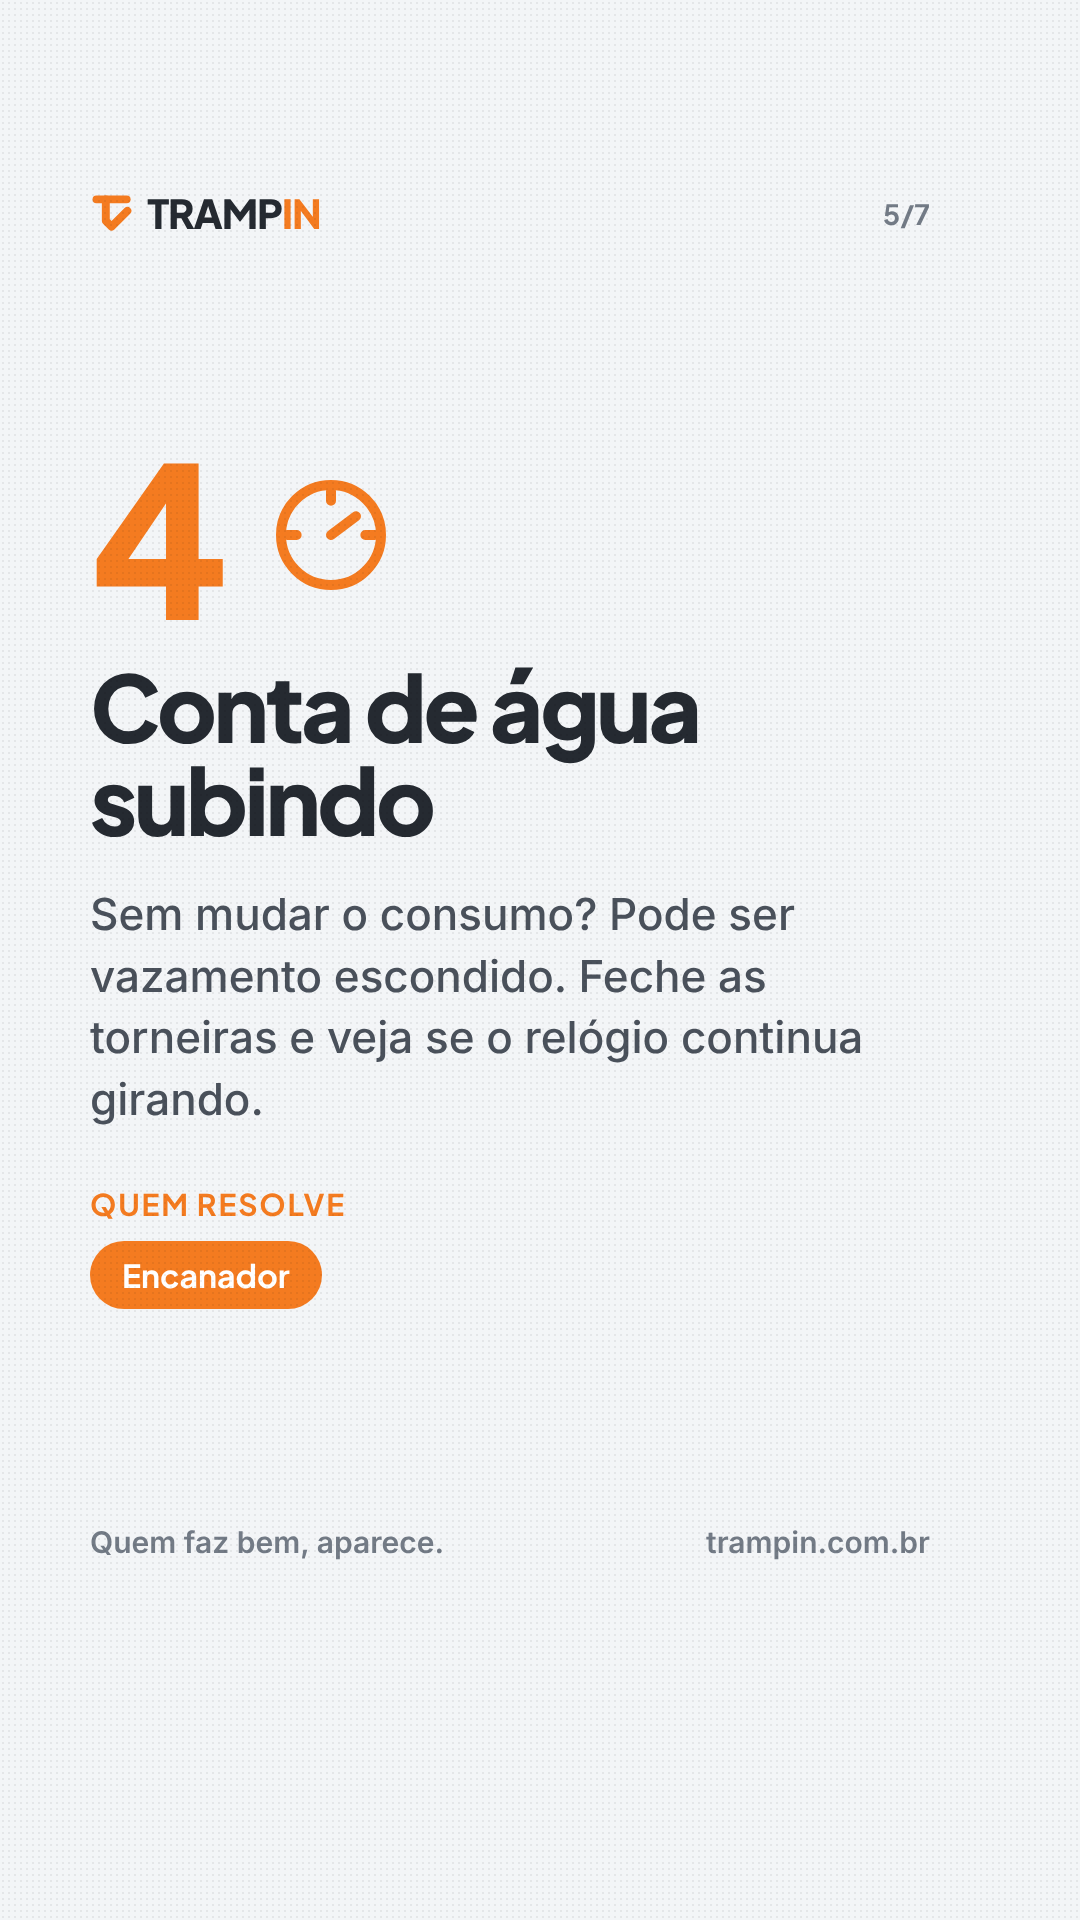 TRAMPIN
5/7
4
Conta de água
subindo
Sem mudar o consumo? Pode ser
vazamento escondido. Feche as
torneiras e veja se o relógio continua
girando.
QUEM RESOLVE
Encanador
Quem faz bem, aparece.
trampin.com.br